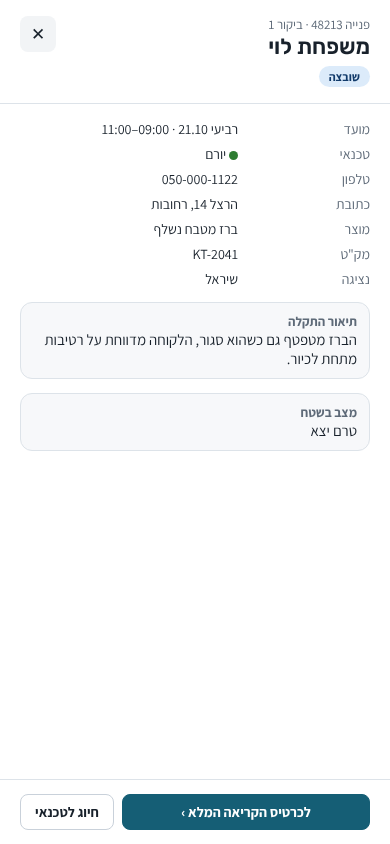 פנייה 48213 · ביקור 1
משפחת לוי
✕
שובצה
מועד רביעי 21.10 · 09:00–11:00
טכנאי יורם
טלפון 050-000-1122
כתובת הרצל 14, רחובות
מוצר ברז מטבח נשלף
מק"ט KT-2041
נציגה שיראל
תיאור התקלה
הברז מטפטף גם כשהוא סגור, הלקוחה מדווחת על רטיבות
מתחת לכיור.
מצב בשטח
טרם יצא
לכרטיס הקריאה המלא ›
חיוג לטכנאי